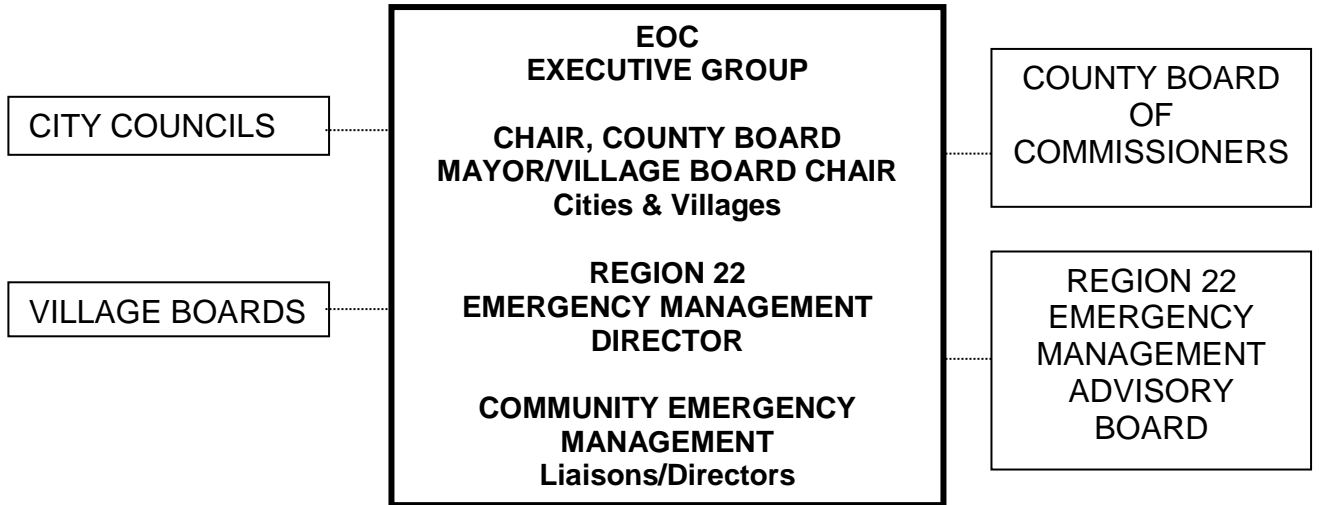 CITY COUNCILS
VILLAGE BOARDS
EOC
EXECUTIVE GROUP
CHAIR, COUNTY BOARD
MAYOR/VILLAGE BOARD CHAIR
Cities & Villages
REGION 22
EMERGENCY MANAGEMENT
DIRECTOR
COMMUNITY EMERGENCY
MANAGEMENT
Liaisons/Directors
COUNTY BOARD
OF
COMMISSIONERS
REGION 22
EMERGENCY
MANAGEMENT
ADVISORY
BOARD